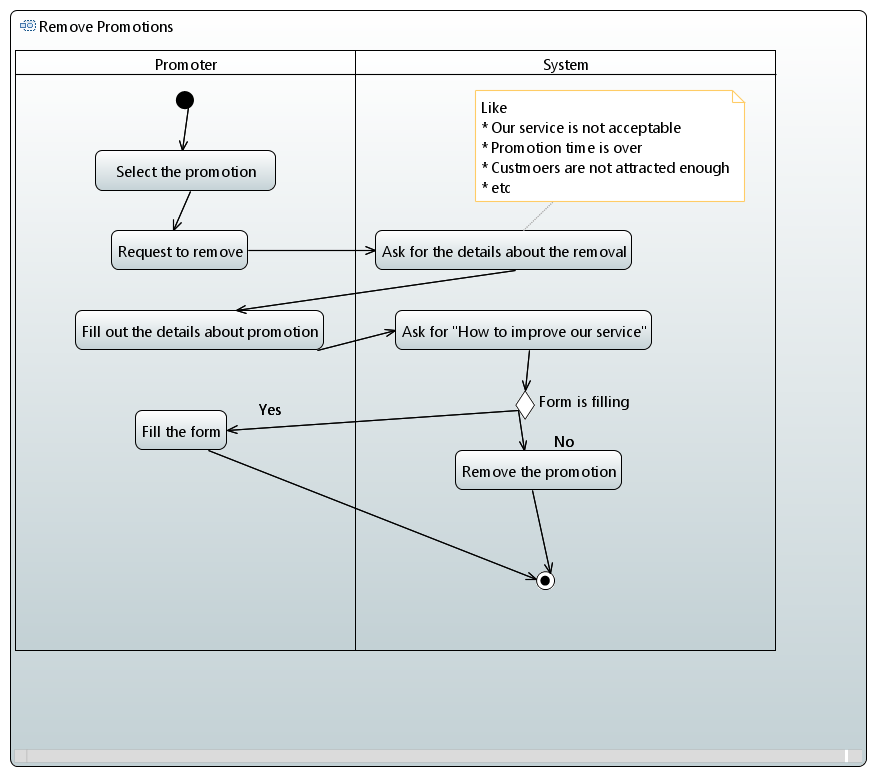 Remove Promotions
Promoter
System
Like
* Our service is not acceptable
* Promotion time is over
* Custmoers are not attracted enough
* etc
Select the promotion
Request to remove
Ask for the details about the removal
Fill out the details about promotion
Ask for "How to improve our service"
Form is filling
Yes
Fill the form
No
Remove the promotion